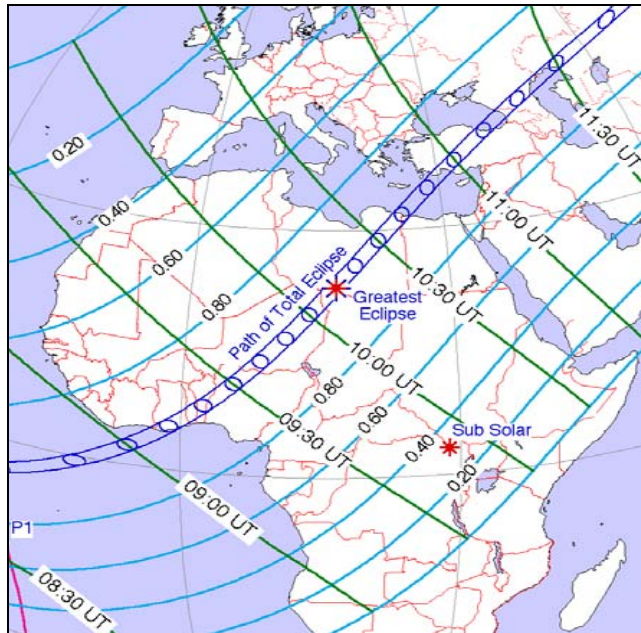 0.20
0.40
0.60
0.80
11:30 UT
11:00 UT
Path of Total Eclipse
10:30 UT
Greatest
Eclipse
10:00 UT
0.80
0.60
Sub Solar
0.40
0.20
09:30 UT
09:00 UT
P1
08:30 UT